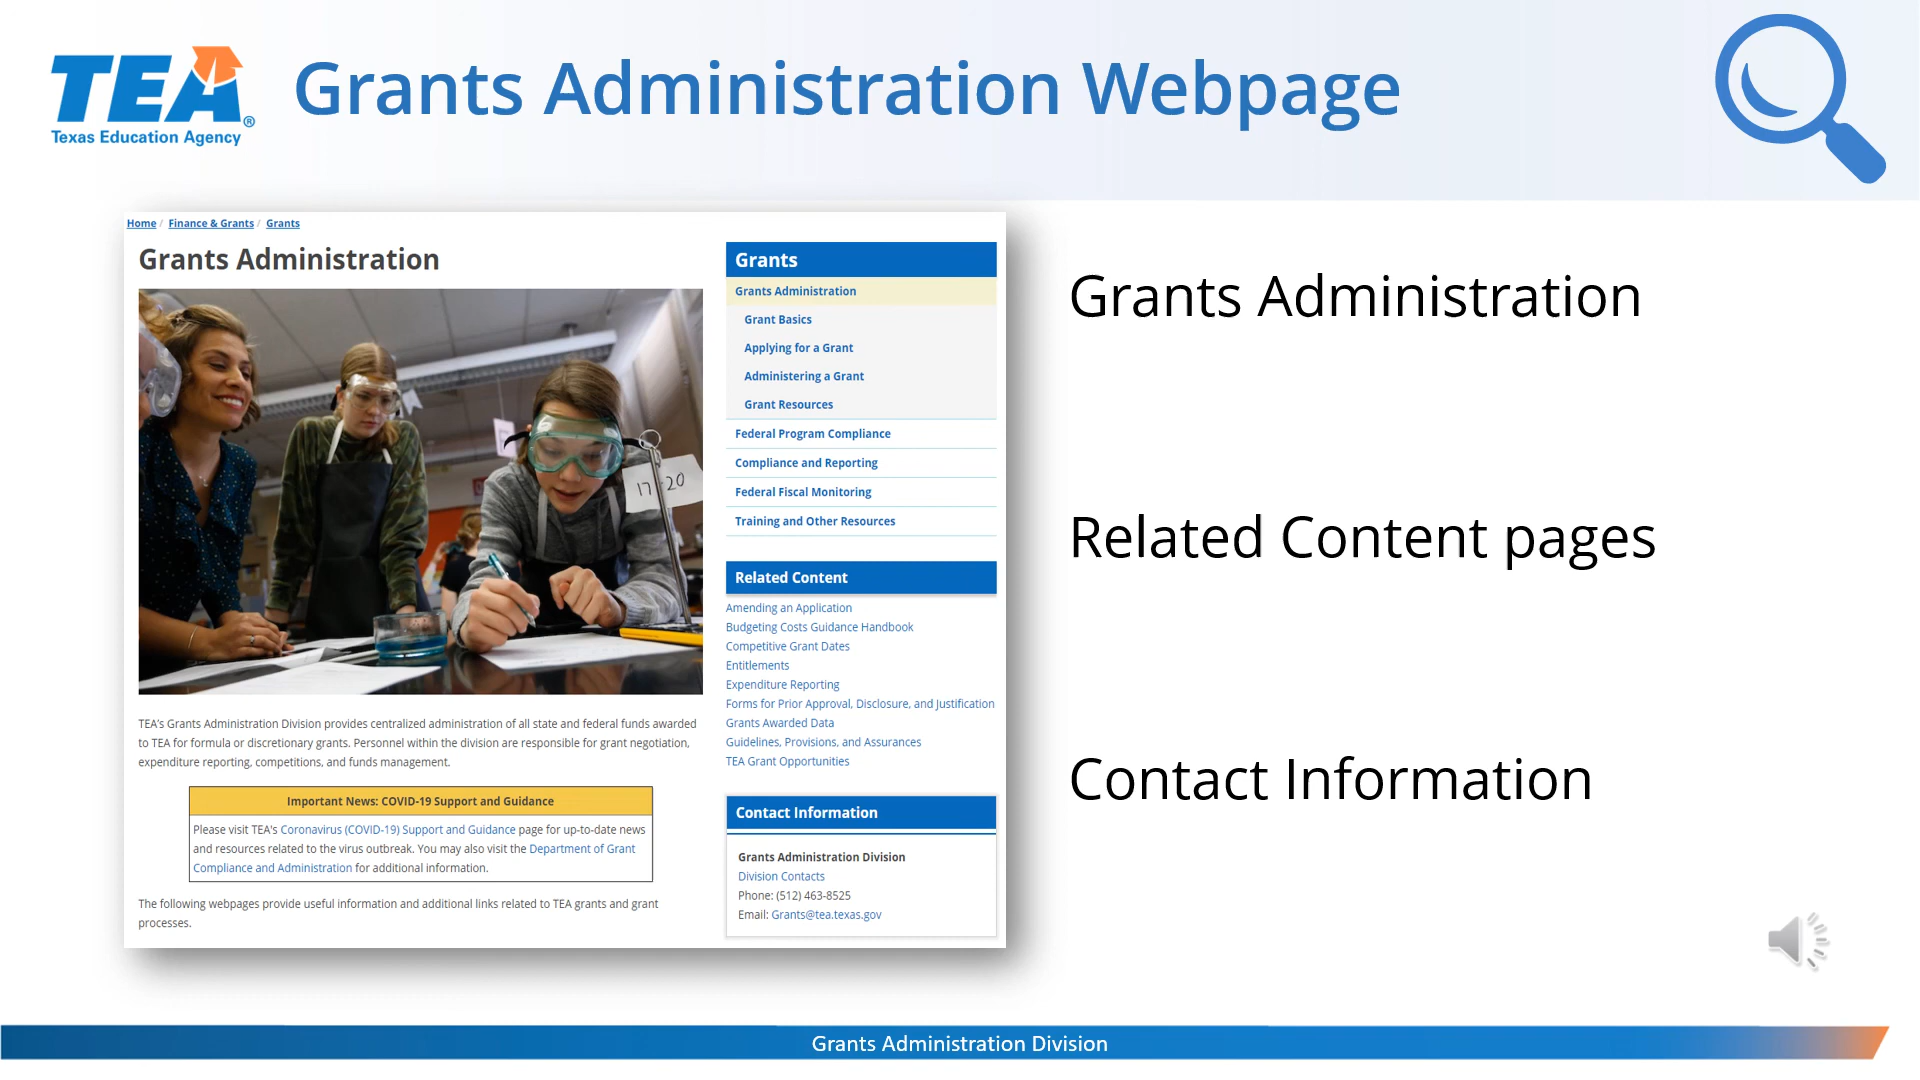 TEA®
Texas Education Agency
Grants Administration Webpage
Home / Finance & Grants / Grants
Grants Administration
17-20
TEA's Grants Administration Division provides centralized administration of all state and federal funds awarded
to TEA for formula or discretionary grants. Personnel within the division are responsible for grant negotiation,
expenditure reporting, competitions, and funds management.
Important News: COVID-19 Support and Guidance
Please visit TEA's Coronavirus (COVID-19) Support and Guidance page for up-to-date news
and resources related to the virus outbreak. You may also visit the Department of Grant
Compliance and Administration for additional information.
The following webpages provide useful information and additional links related to TEA grants and grant
processes.
Grants
Grants Administration
Grant Basics
Applying for a Grant
Administering a Grant
Grant Resources
Federal Program Compliance
Compliance and Reporting
Federal Fiscal Monitoring
Training and Other Resources
Related Content
Amending an Application
Budgeting Costs Guidance Handbook
Competitive Grant Dates
Entitlements
Expenditure Reporting
Forms for Prior Approval, Disclosure, and Justification
Grants Awarded Data
Guidelines, Provisions, and Assurances
TEA Grant Opportunities
Contact Information
Grants Administration Division
Division Contacts
Phone: (512) 463-8525
Email: Grants@tea.texas.gov
Grants Administration
Related Content pages
Contact Information
Grants Administration Division